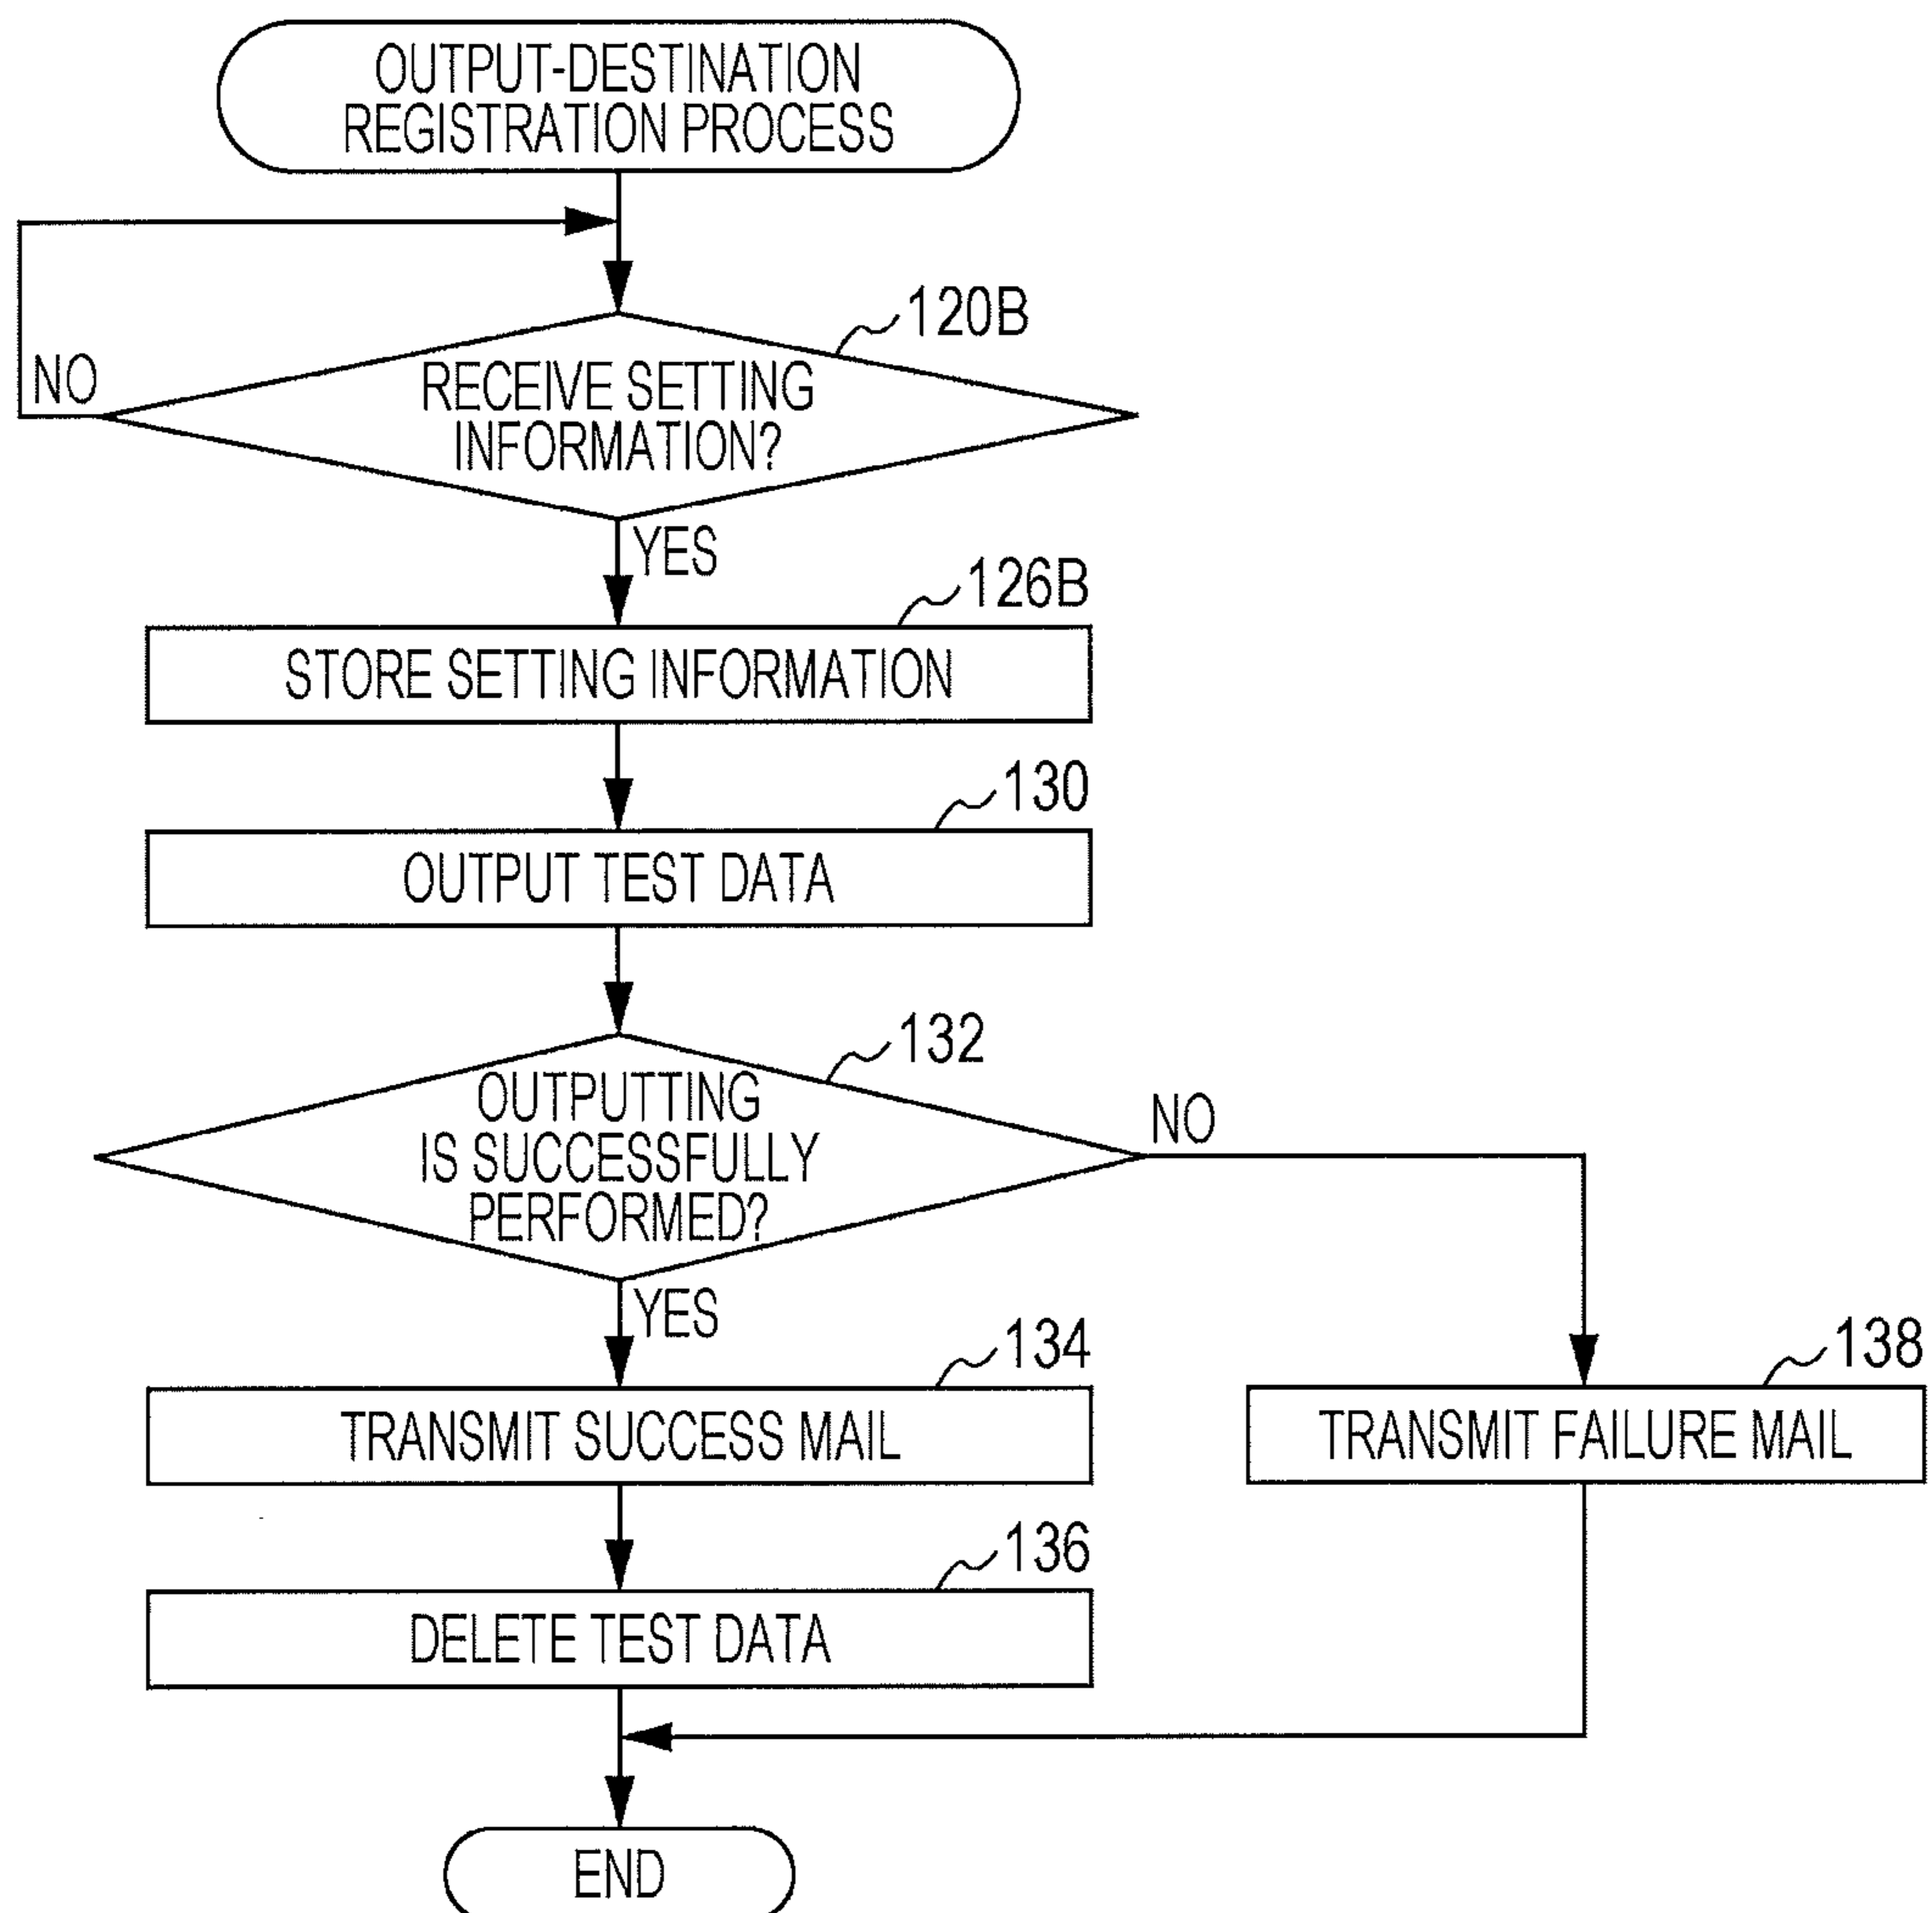 OUTPUT-DESTINATION
REGISTRATION PROCESS
120B
NO
RECEIVE SETTING
INFORMATION?
YES
126B
STORE SETTING INFORMATION
130
OUTPUT TEST DATA
132
OUTPUTTING
IS SUCCESSFULLY
PERFORMED?
NO
YES
134
TRANSMIT SUCCESS MAIL
138
TRANSMIT FAILURE MAIL
136
DELETE TEST DATA
END